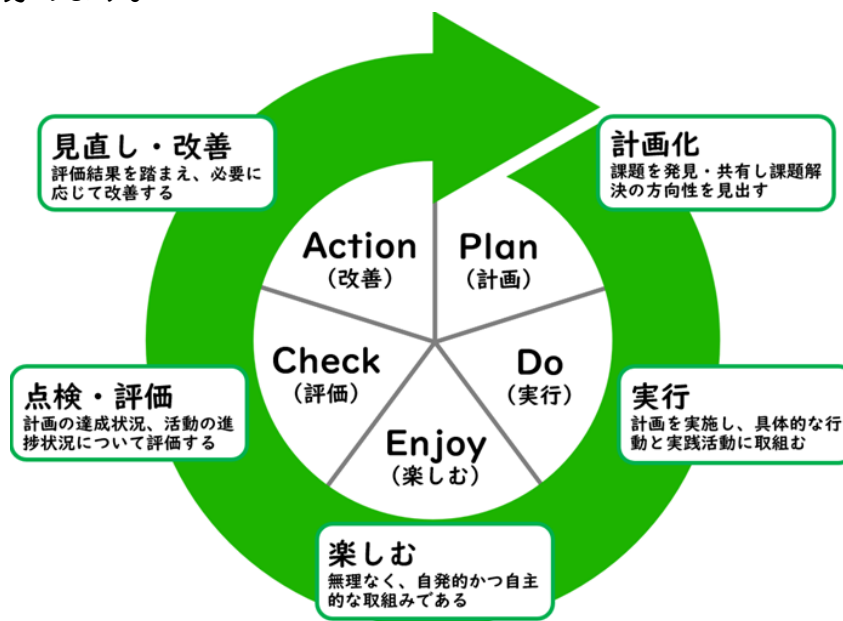 計画化
課題を発見・共有し課題解
決の方向性を見出す
見直し・改善
評価結果を踏まえ、必要に
応じて改善する
Action
（改善）
Plan
（計画）
Check
（評価）
Do
（実行）
Enjoy
（楽しむ）
点検・評価
計画の達成状況、活動の進
捗状況について評価する
実行
計画を実施し、具体的な行
動と実践活動に取組む
楽しむ
無理なく、自発的かつ自主
的な取組みである